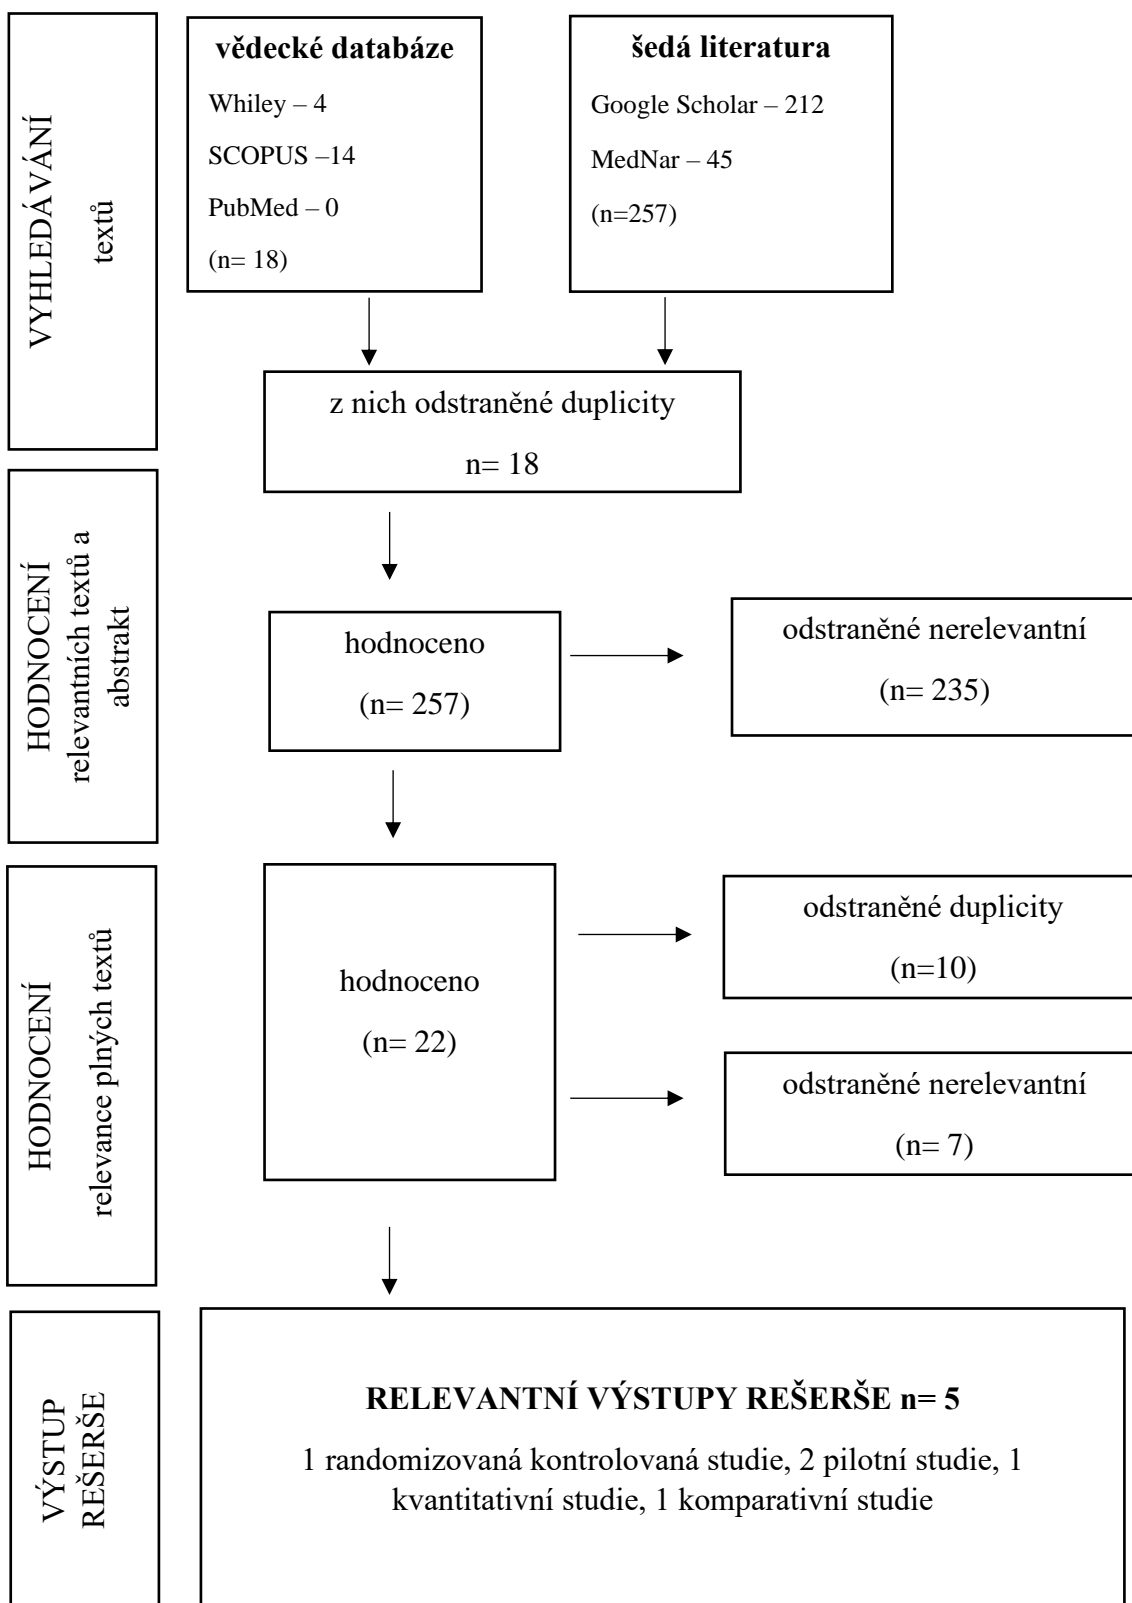 VYHLEDÁVÁNÍ
textů
vědecké databáze
Whiley – 4
SCOPUS –14
PubMed – 0
(n= 18)
šedá literatura
Google Scholar – 212
MedNar – 45
(n=257)
z nich odstraněné duplicity
n= 18
HODNOCENÍ
relevantních textů a
abstrakt
hodnoceno
(n= 257)
odstraněné nerelevantní
(n= 235)
HODNOCENÍ
relevance plných textů
hodnoceno
(n= 22)
odstraněné duplicity
(n=10)
odstraněné nerelevantní
(n= 7)
VÝSTUP
REŠERŠE
RELEVANTNÍ VÝSTUPY REŠERŠE n= 5
1 randomizovaná kontrolovaná studie, 2 pilotní studie, 1
kvantitativní studie, 1 komparativní studie